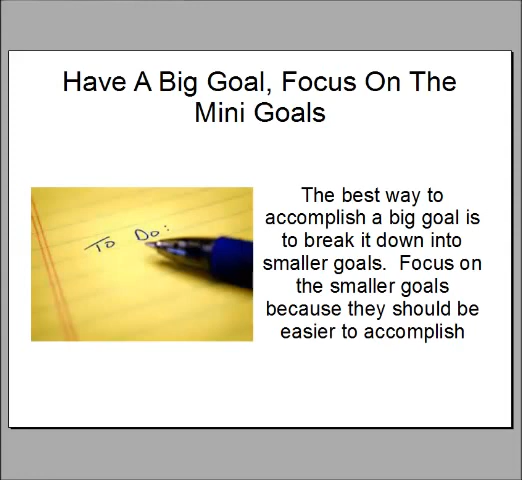 Have A Big Goal, Focus On The
Mini Goals
To Do:
The best way to
accomplish a big goal is
to break it down into
smaller goals.  Focus on
the smaller goals
because they should be
easier to accomplish